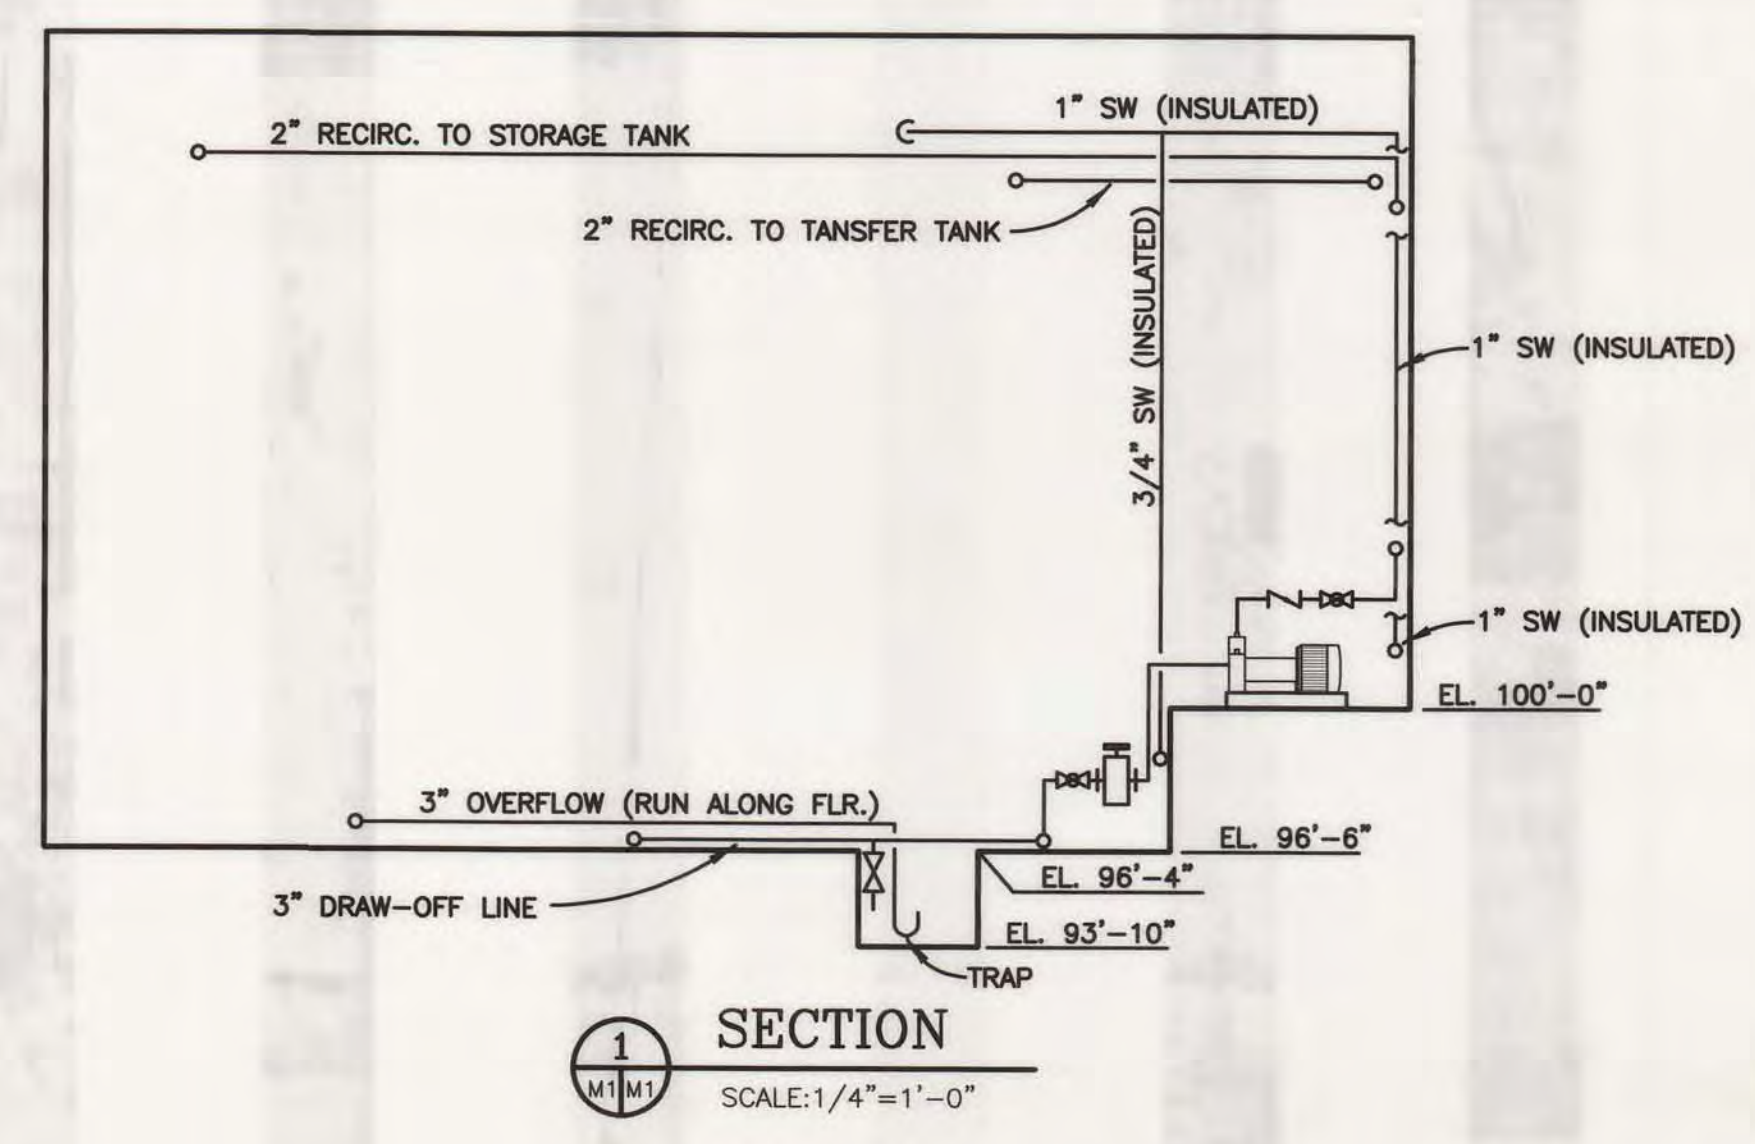 1" SW (INSULATED)
2" RECIRC. TO STORAGE TANK
2" RECIRC. TO TANSFER TANK
3/4" SW (INSULATED)
1" SW (INSULATED)
1" SW (INSULATED)
EL. 100'-0"
3" OVERFLOW (RUN ALONG FLR.)
EL. 96'-6"
EL. 96'-4"
3" DRAW-OFF LINE
EL. 93'-10"
TRAP
1
M1 M1
SECTION
SCALE:1/4"=1'-0"